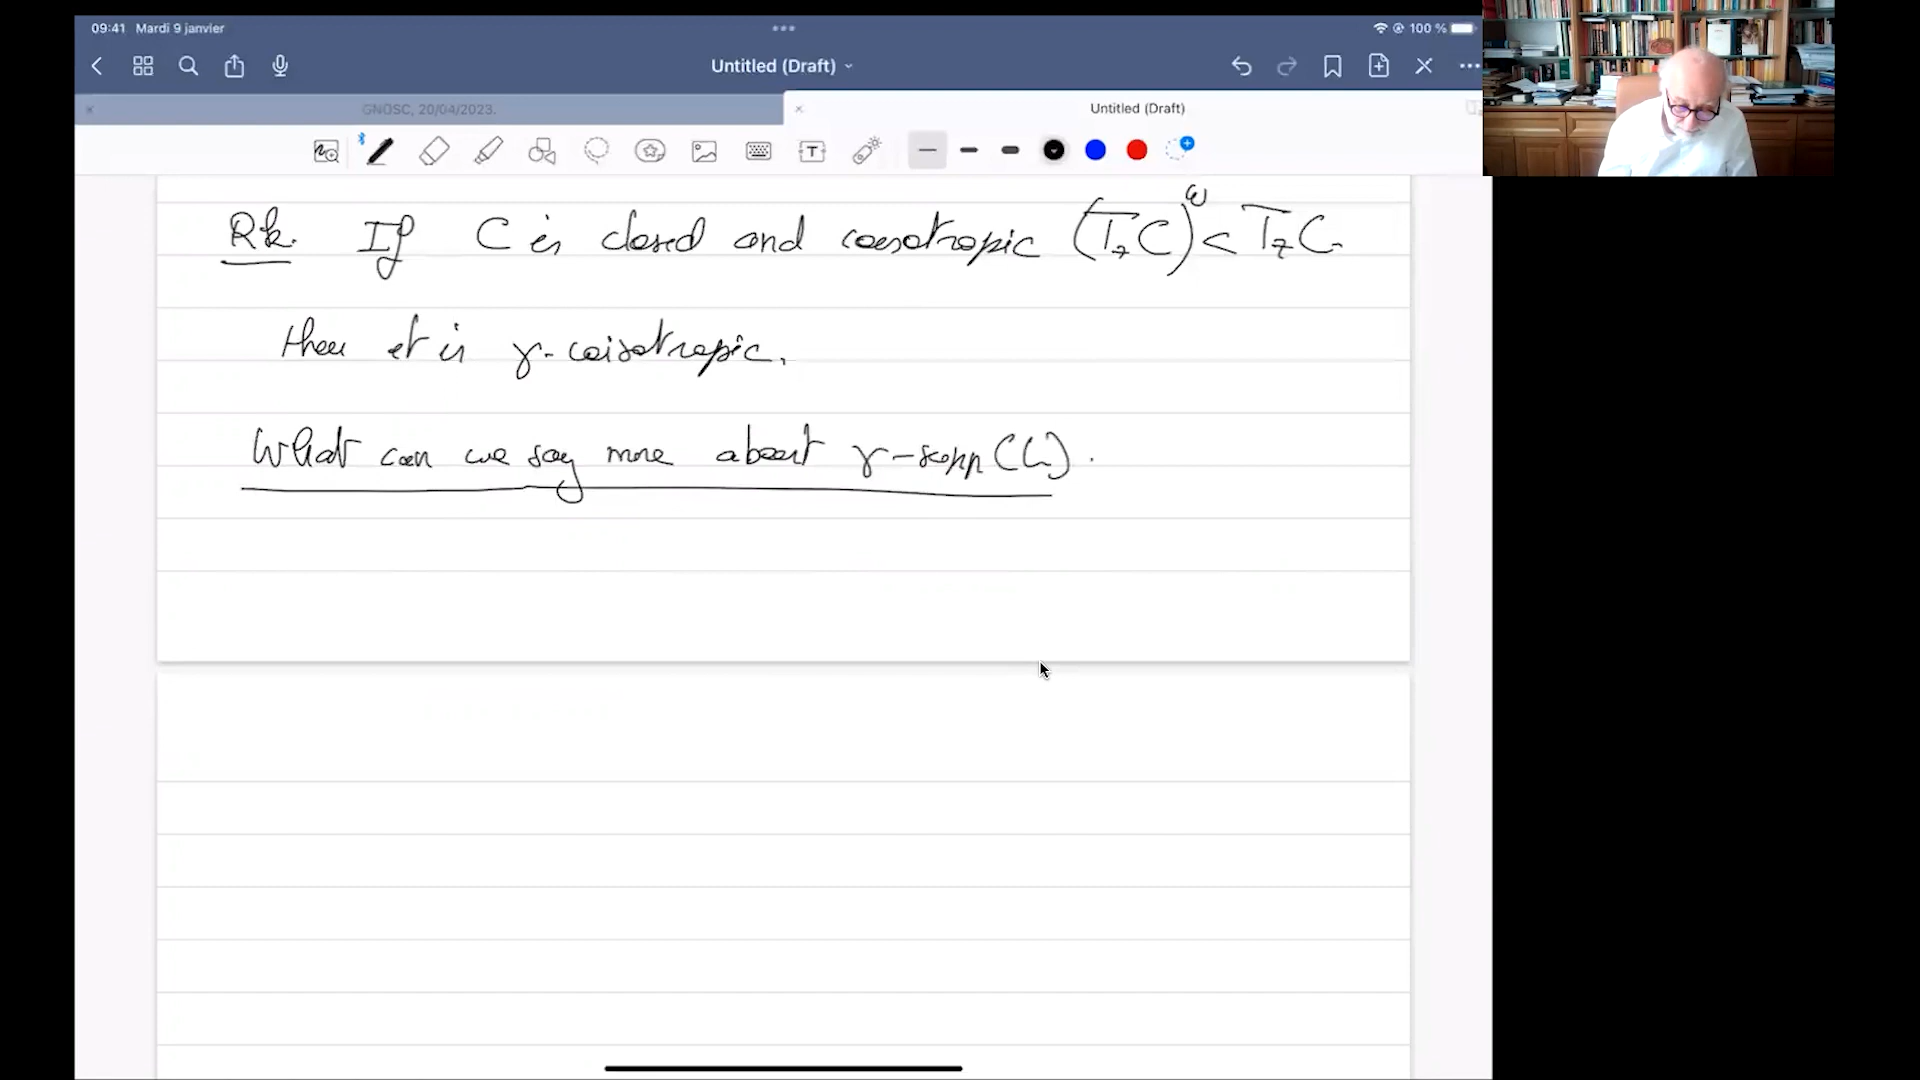 09:41 Mardi 9 janvier
100 %
Untitled (Draft)
GNOSC, 20/04/2023.
Untitled (Draft)
T
Rk. If C is closed and coisotropic (T_z C)^ω ⊂ T_z C.
then it is γ-coisotropic.
What can we say more about γ-supp(L).